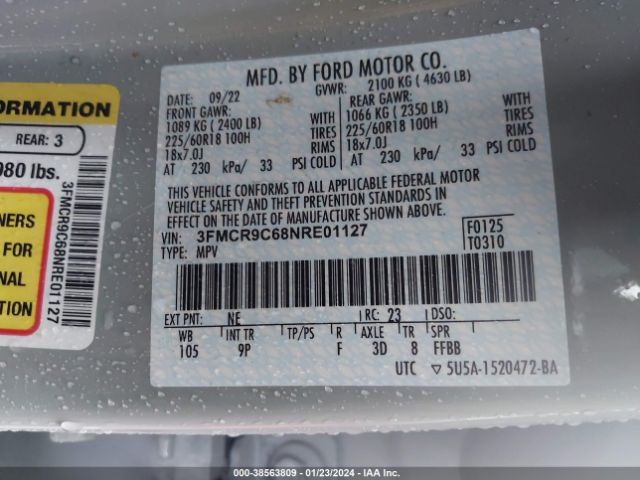 ORMATION
REAR: 3
980 lbs.
NERS
FOR
NAL
TION
3FMCR9C68NRE01127
MFD. BY FORD MOTOR CO.
DATE: 09/22 GVWR: 2100 KG ( 4630 LB)
FRONT GAWR: REAR GAWR:
1089 KG ( 2400 LB) WITH 1066 KG ( 2350 LB) WITH
225/60R18 100H TIRES 225/60R18 100H TIRES
18x7.0J RIMS 18x7.0J RIMS
AT 230 kPa/ 33 PSI COLD AT 230 kPa/ 33 PSI COLD
THIS VEHICLE CONFORMS TO ALL APPLICABLE FEDERAL MOTOR
VEHICLE SAFETY AND THEFT PREVENTION STANDARDS IN
EFFECT ON THE DATE OF MANUFACTURE SHOWN ABOVE.
VIN: 3FMCR9C68NRE01127 F0125
TYPE: MPV T0310
EXT PNT: NE RC: 23 DSO:
WB INT TR TP/PS R AXLE TR SPR
105 9P F 3D 8 FFBB
UTC ▽ 5U5A-1520472-BA
000-38563809 - 01/23/2024 - IAA Inc.